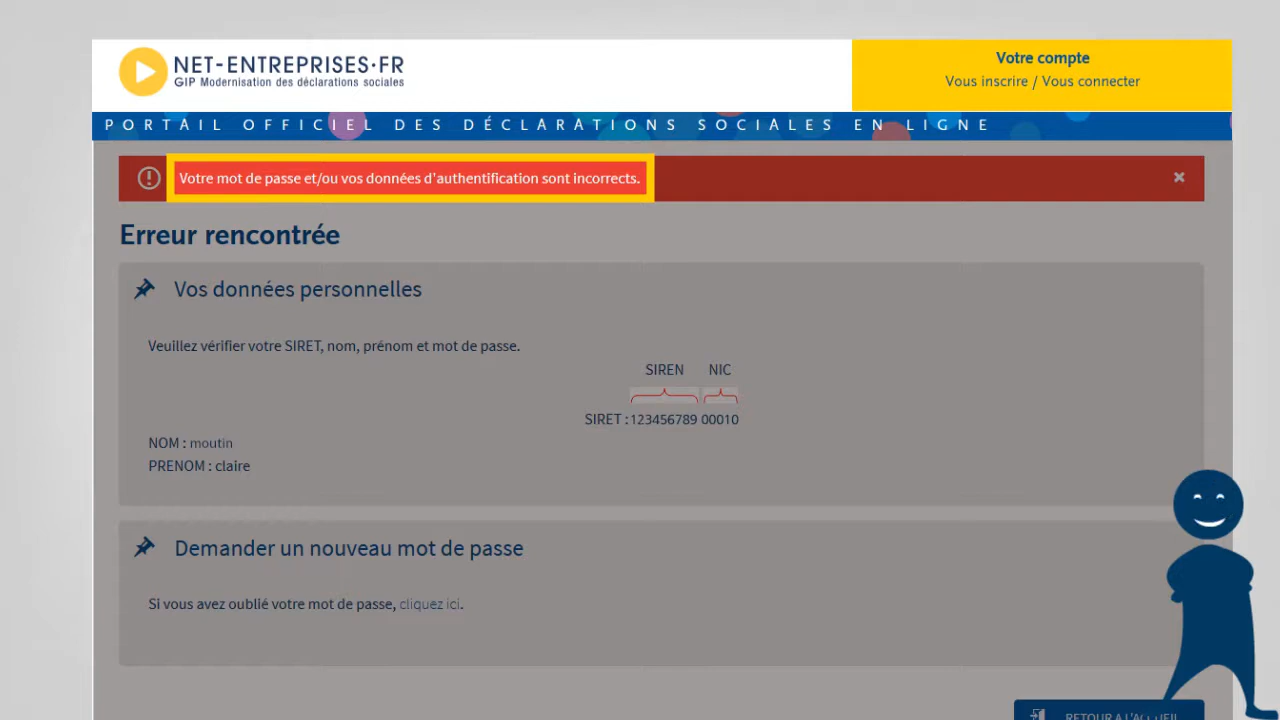 NET-ENTREPRISES·FR
GIP Modernisation des déclarations sociales
Votre compte
Vous inscrire / Vous connecter
PORTAIL OFFICIEL DES DÉCLARATIONS SOCIALES EN LIGNE
Votre mot de passe et/ou vos données d'authentification sont incorrects.
Erreur rencontrée
Vos données personnelles
Veuillez vérifier votre SIRET, nom, prénom et mot de passe.
SIREN NIC
SIRET : 123456789 00010
NOM : moutin
PRENOM : claire
Demander un nouveau mot de passe
Si vous avez oublié votre mot de passe, cliquez ici.
RETOUR A L'ACCUEIL